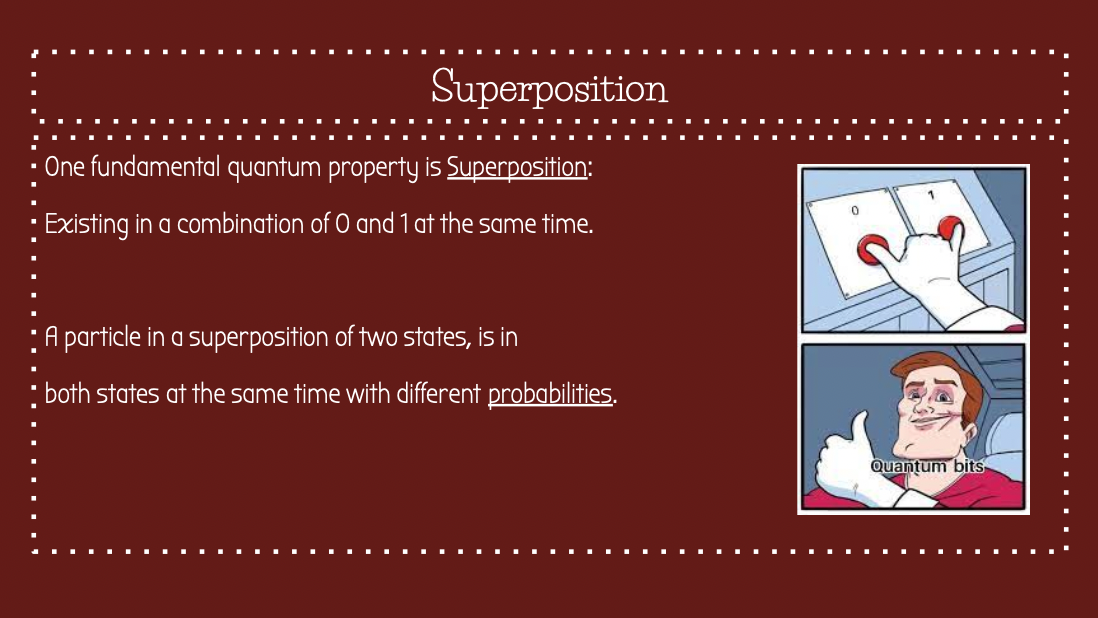 Superposition
One fundamental quantum property is Superposition:
Existing in a combination of 0 and 1 at the same time.
A particle in a superposition of two states, is in
both states at the same time with different probabilities.
0
1
Quantum bits